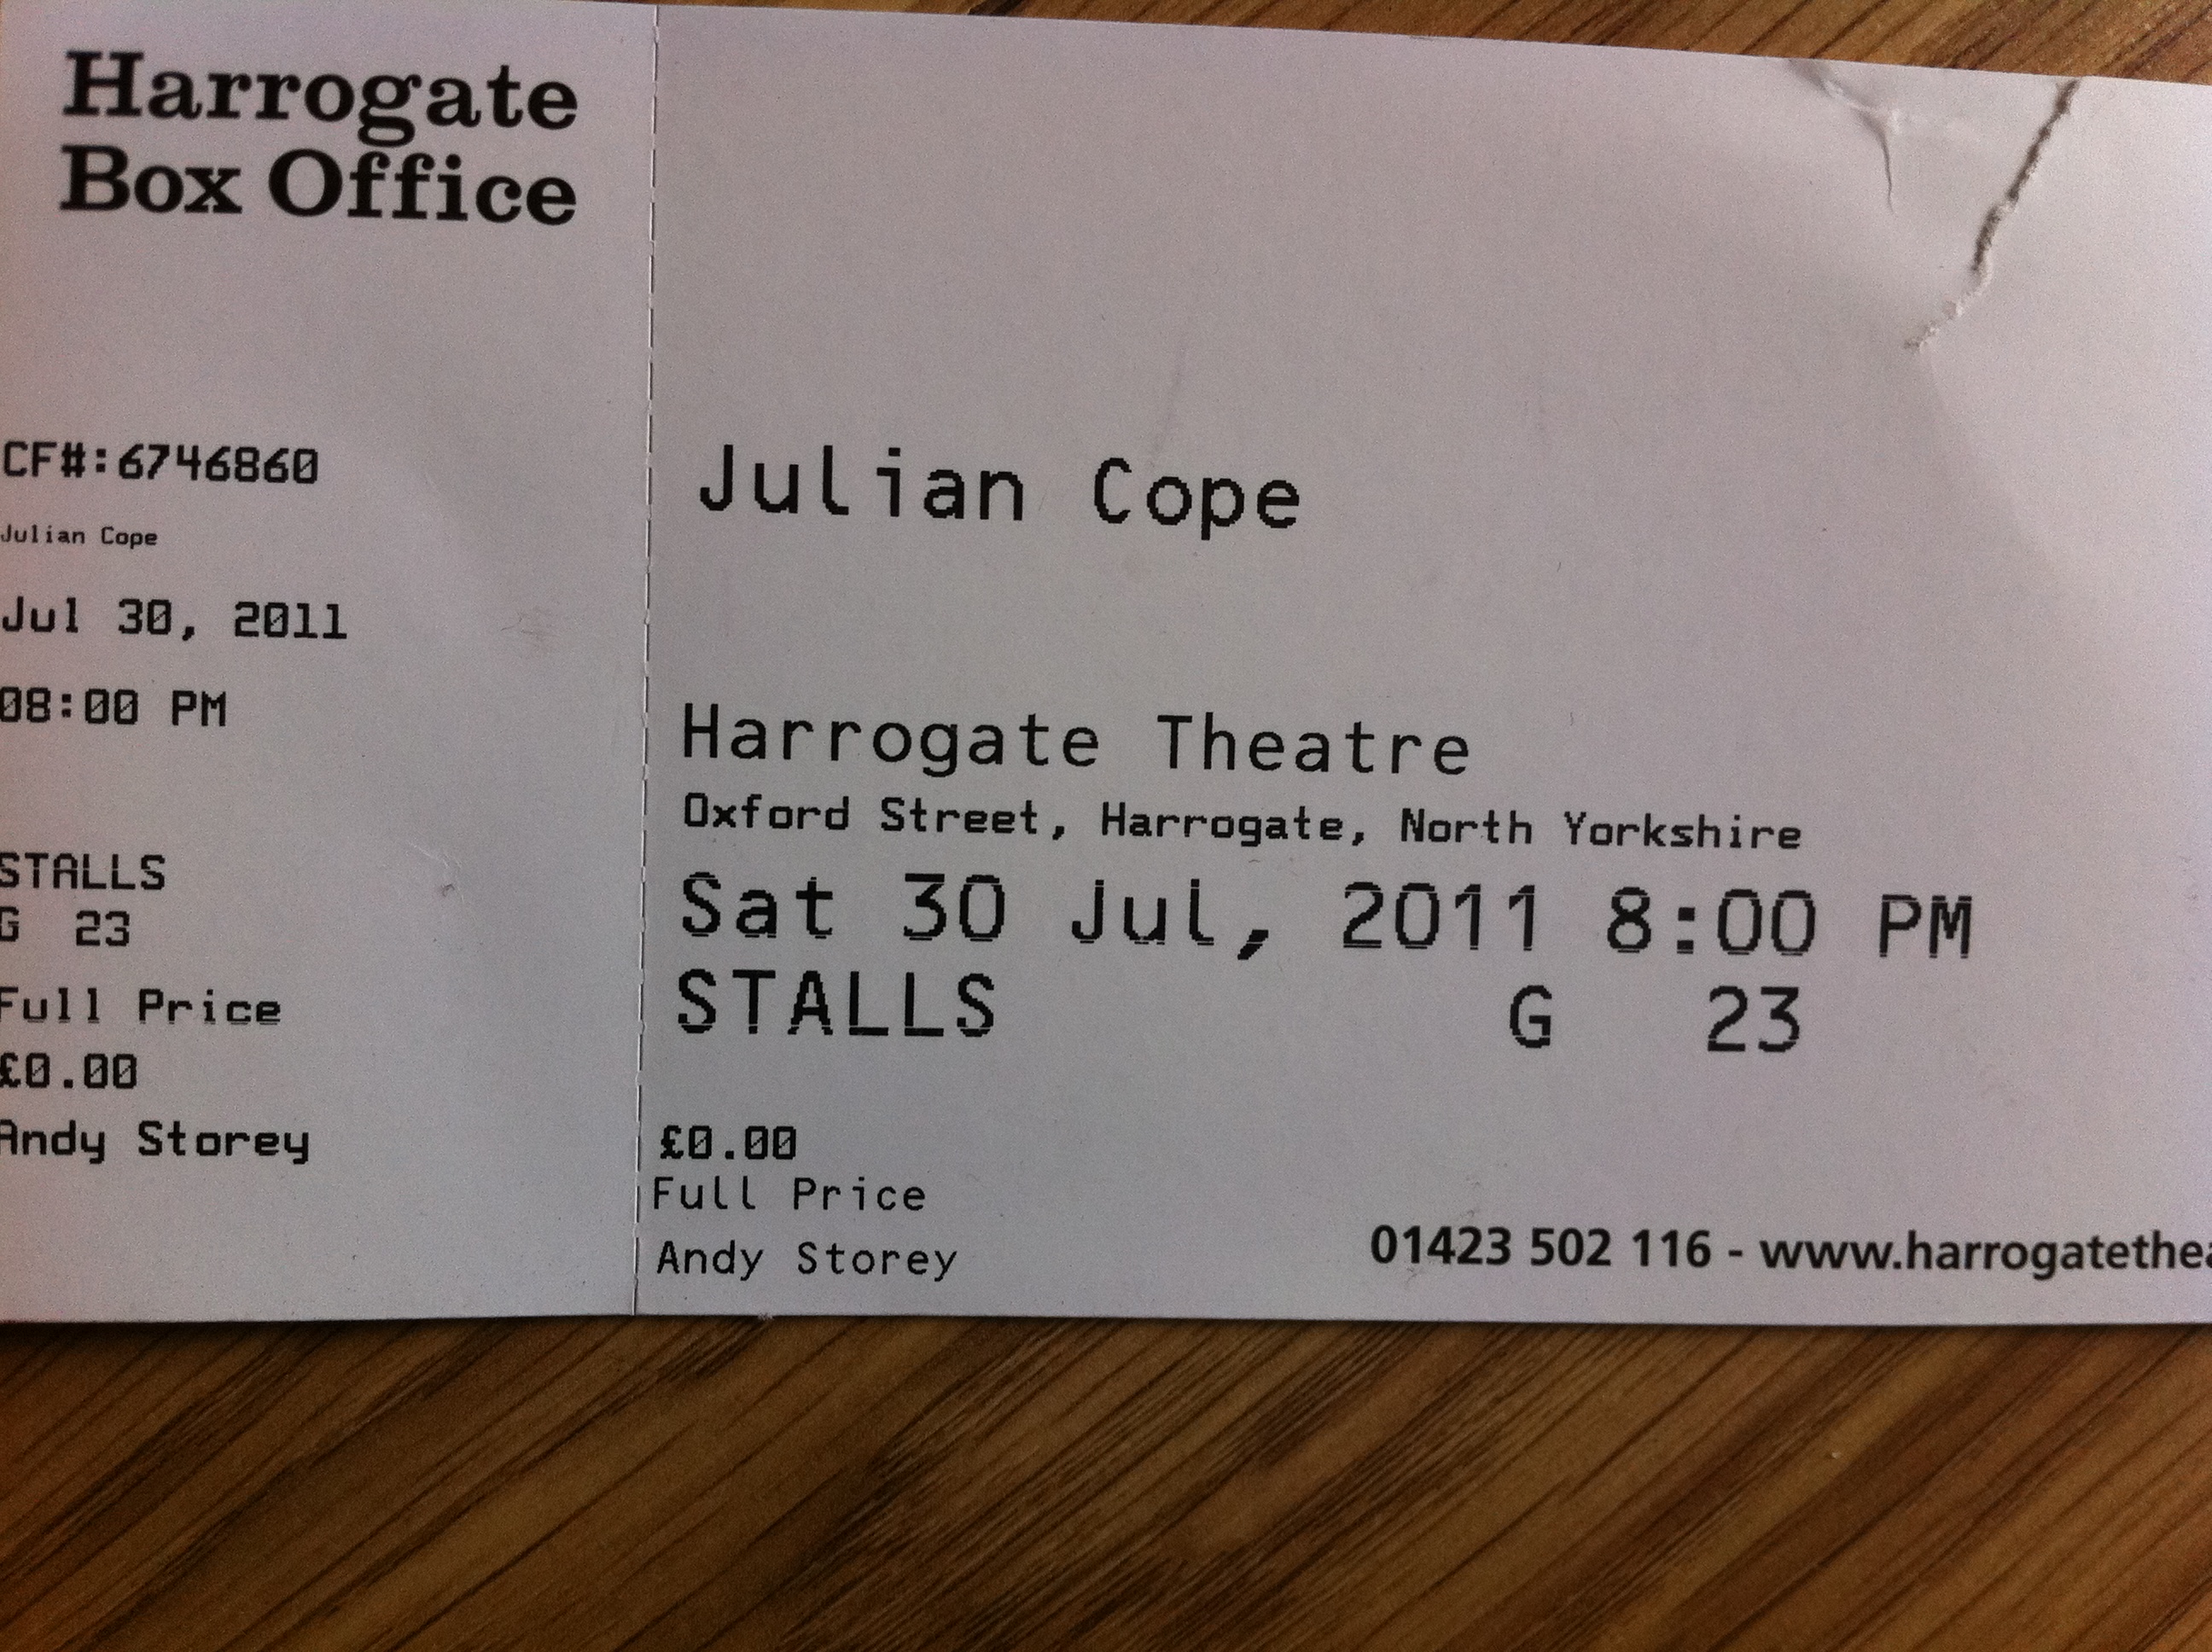 Harrogate
Box Office
CF#:6746860
Julian Cope
Jul 30, 2011
08:00 PM
STALLS
G 23
Full Price
£0.00
Andy Storey
Julian Cope
Harrogate Theatre
Oxford Street, Harrogate, North Yorkshire
Sat 30 Jul, 2011 8:00 PM
STALLS G 23
£0.00
Full Price
Andy Storey
01423 502 116 - www.harrogatethea